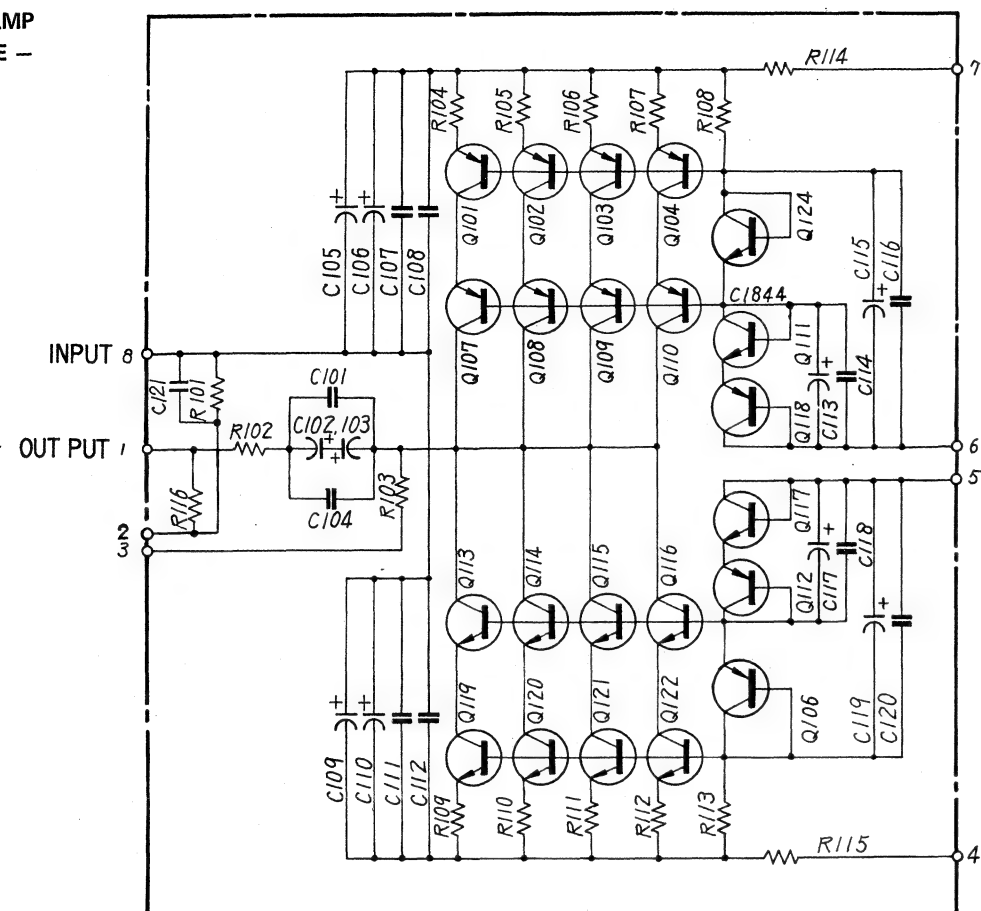 AMP
E –
R114
7
R104
R105
R106
R107
R108
Q101
Q102
Q103
Q104
Q124
C105
C106
C107
C108
C115
C116
C1844
Q107
Q108
Q109
Q110
Q111
Q118
C113
C114
INPUT 8
C121
R101
C101
C102,103
C104
R102
OUT PUT 1
R103
R116
2
3
6
5
Q113
Q114
Q115
Q116
Q117
Q112
C117
C118
Q119
Q120
Q121
Q122
Q106
C119
C120
C109
C110
C111
C112
R109
R110
R111
R112
R113
R115
4